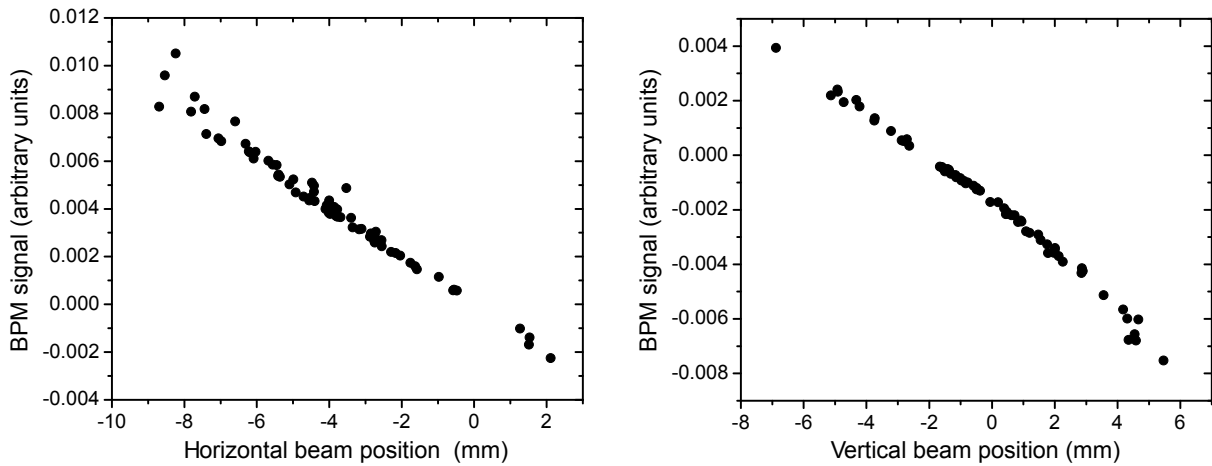 0.012
0.010
0.008
0.006
0.004
0.002
0.000
-0.002
-0.004
BPM signal (arbitrary units)
-10 -8 -6 -4 -2 0 2
Horizontal beam position (mm)
0.004
0.002
0.000
-0.002
-0.004
-0.006
-0.008
BPM signal (arbitrary units)
-8 -6 -4 -2 0 2 4 6
Vertical beam position (mm)